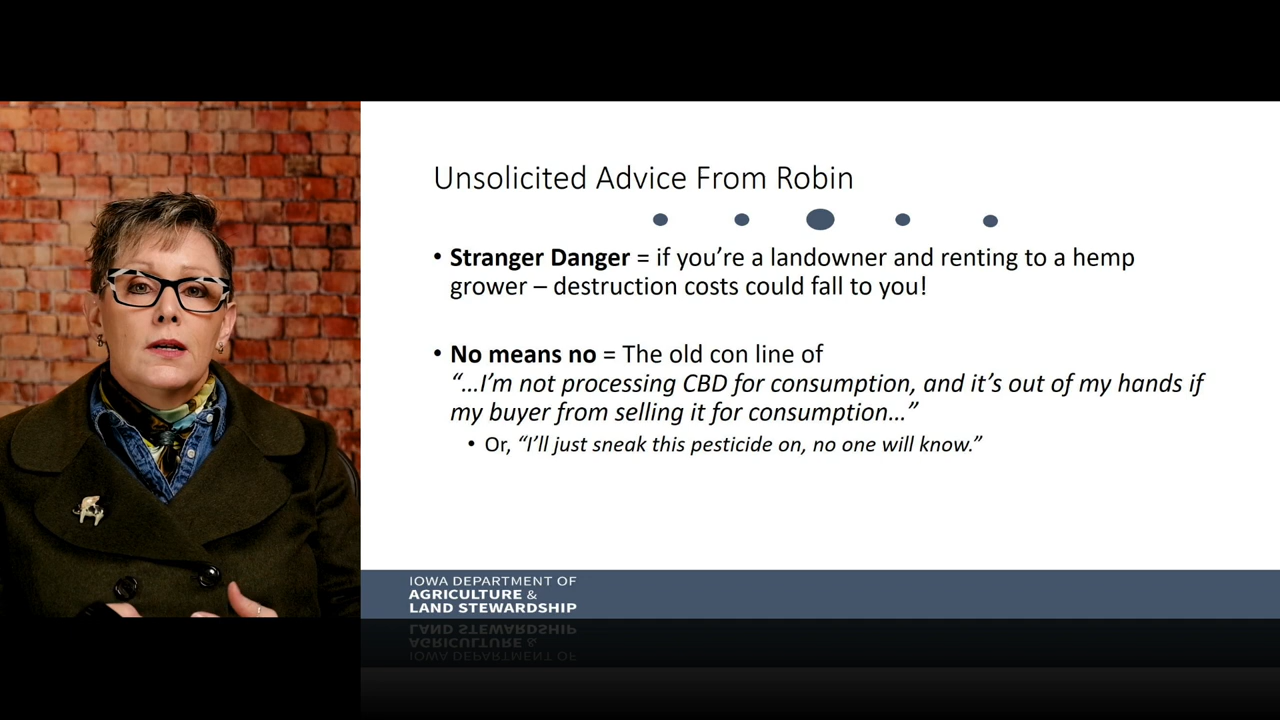 Unsolicited Advice From Robin
• Stranger Danger = if you’re a landowner and renting to a hemp
grower – destruction costs could fall to you!
• No means no = The old con line of
“…I’m not processing CBD for consumption, and it’s out of my hands if
my buyer from selling it for consumption…”
• Or, “I’ll just sneak this pesticide on, no one will know.”
IOWA DEPARTMENT OF
AGRICULTURE &
LAND STEWARDSHIP